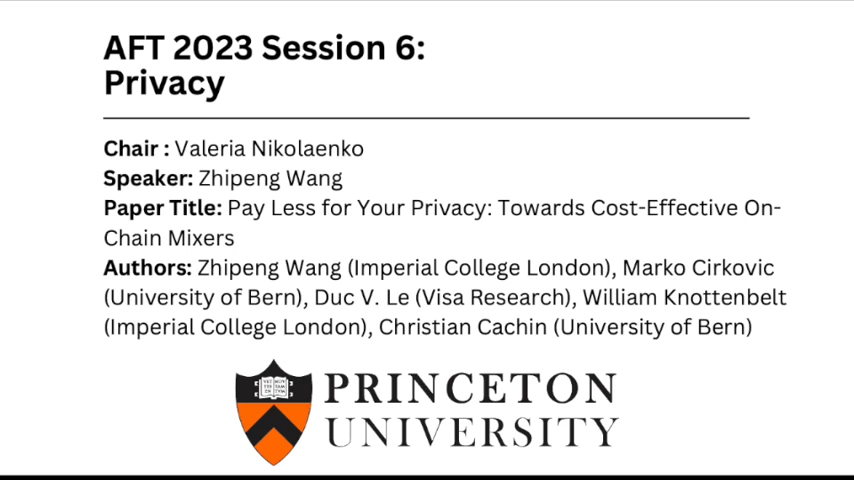 AFT 2023 Session 6:
Privacy
Chair : Valeria Nikolaenko
Speaker: Zhipeng Wang
Paper Title: Pay Less for Your Privacy: Towards Cost-Effective On-
Chain Mixers
Authors: Zhipeng Wang (Imperial College London), Marko Cirkovic
(University of Bern), Duc V. Le (Visa Research), William Knottenbelt
(Imperial College London), Christian Cachin (University of Bern)
PRINCETON
UNIVERSITY